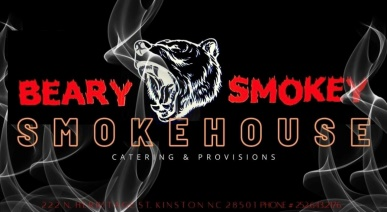 BEARY SMOKEY
SMOKEHOUSE
CATERING & PROVISIONS
ST. KINSTON NC 28501 PHONE